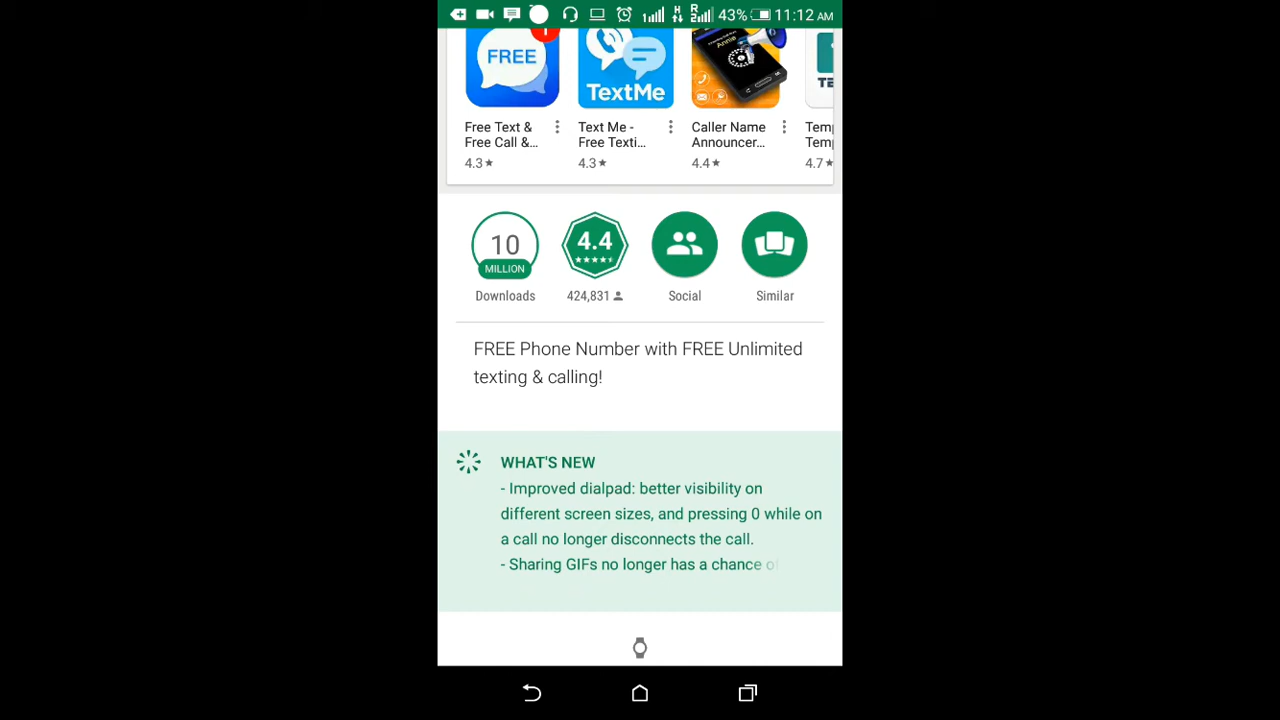 43% 11:12 AM
FREE
TextMe
Annie
Free Text &
Free Call &...
4.3★
Text Me -
Free Texti...
4.3★
Caller Name
Announcer...
4.4★
4.7★
10
MILLION
Downloads
4.4
424,831
Social
Similar
FREE Phone Number with FREE Unlimited
texting & calling!
WHAT'S NEW
- Improved dialpad: better visibility on
different screen sizes, and pressing 0 while on
a call no longer disconnects the call.
- Sharing GIFs no longer has a chance of